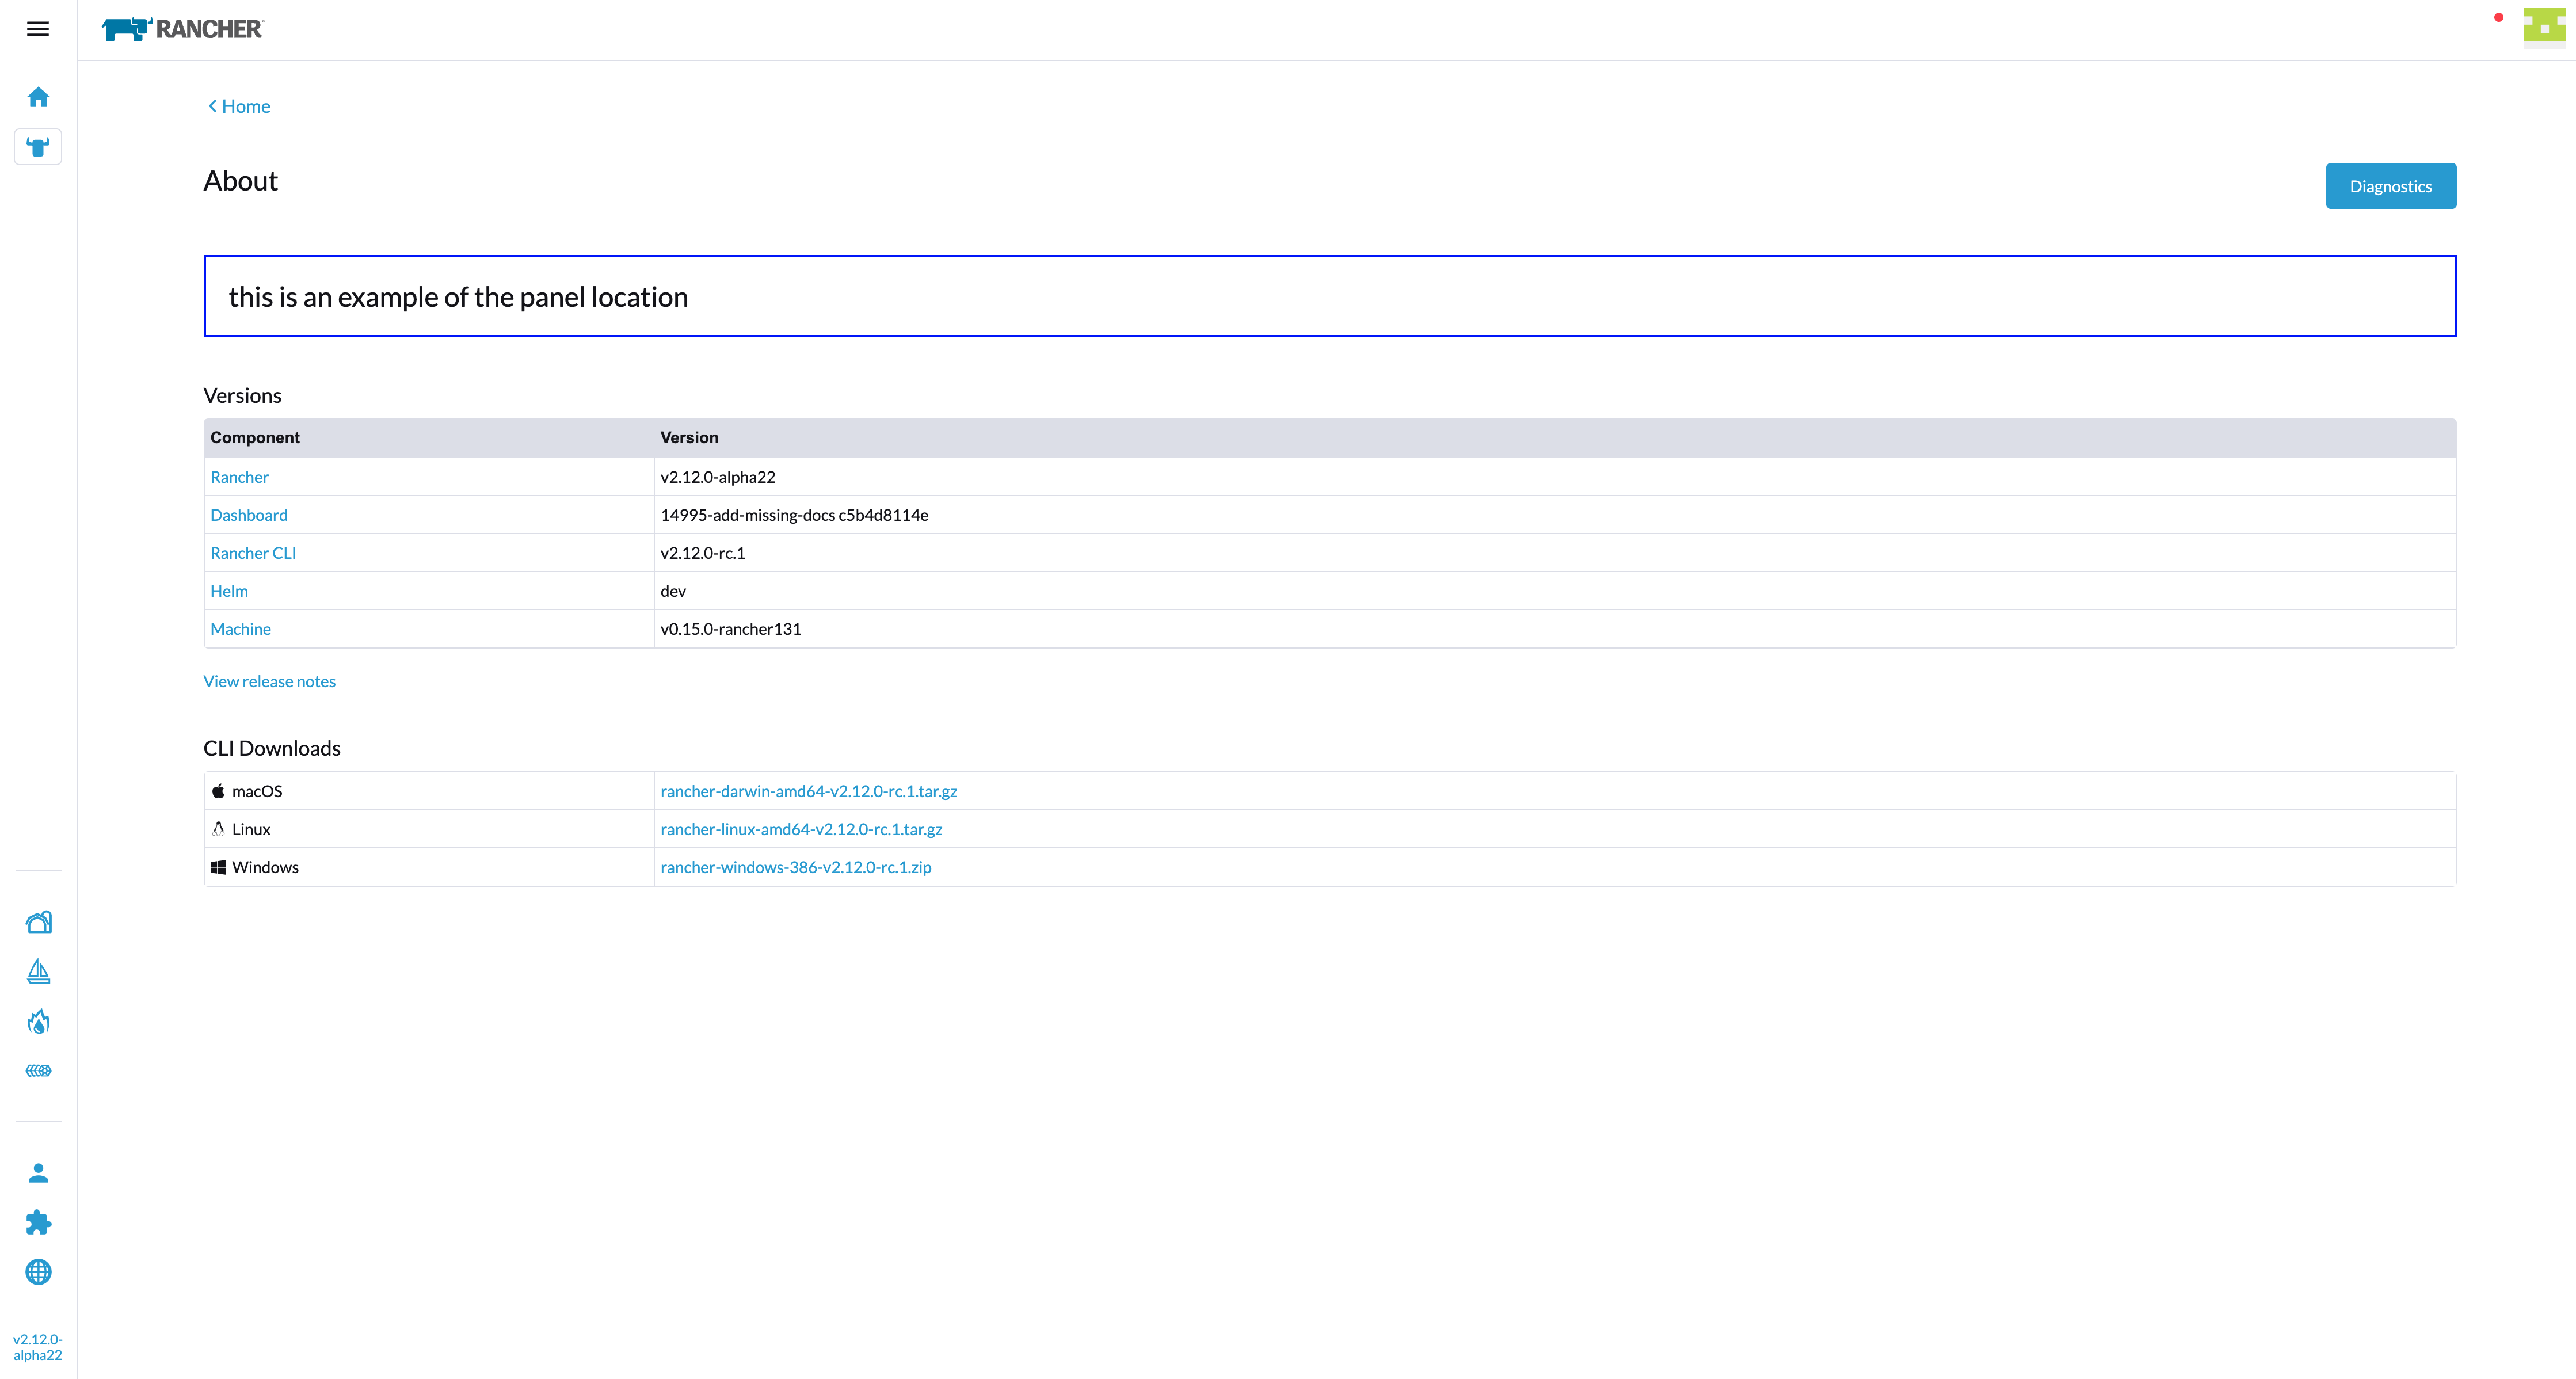 RANCHER
Home
About
Diagnostics
this is an example of the panel location
Versions
Component Version
Rancher v2.12.0-alpha22
Dashboard 14995-add-missing-docs c5b4d8114e
Rancher CLI v2.12.0-rc.1
Helm dev
Machine v0.15.0-rancher131
View release notes
CLI Downloads
macOS rancher-darwin-amd64-v2.12.0-rc.1.tar.gz
Linux rancher-linux-amd64-v2.12.0-rc.1.tar.gz
Windows rancher-windows-386-v2.12.0-rc.1.zip
v2.12.0-
alpha22